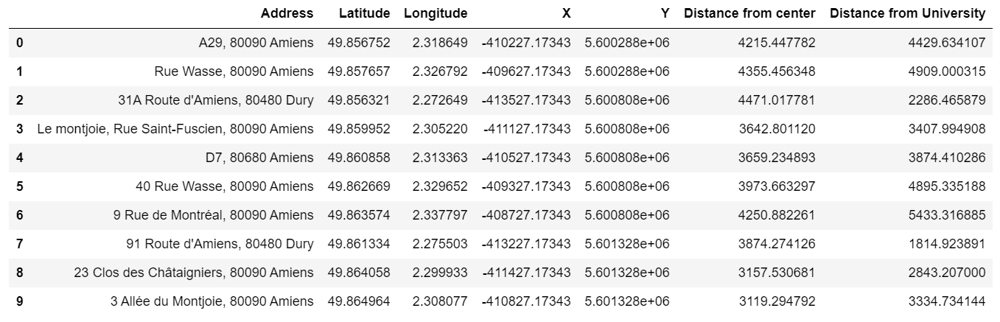 Address Latitude Longitude X Y Distance from center Distance from University
0 A29, 80090 Amiens 49.856752 2.318649 -410227.17343 5.600288e+06 4215.447782 4429.634107
1 Rue Wasse, 80090 Amiens 49.857657 2.326792 -409627.17343 5.600288e+06 4355.456348 4909.000315
2 31A Route d'Amiens, 80480 Dury 49.856321 2.272649 -413527.17343 5.600808e+06 4471.017781 2286.465879
3 Le montjoie, Rue Saint-Fuscien, 80090 Amiens 49.859952 2.305220 -411127.17343 5.600808e+06 3642.801120 3407.994908
4 D7, 80680 Amiens 49.860858 2.313363 -410527.17343 5.600808e+06 3659.234893 3874.410286
5 40 Rue Wasse, 80090 Amiens 49.862669 2.329652 -409327.17343 5.600808e+06 3973.663297 4895.335188
6 9 Rue de Montréal, 80090 Amiens 49.863574 2.337797 -408727.17343 5.600808e+06 4250.882261 5433.316885
7 91 Route d'Amiens, 80480 Dury 49.861334 2.275503 -413227.17343 5.601328e+06 3874.274126 1814.923891
8 23 Clos des Châtaigniers, 80090 Amiens 49.864058 2.299933 -411427.17343 5.601328e+06 3157.530681 2843.207000
9 3 Allée du Montjoie, 80090 Amiens 49.864964 2.308077 -410827.17343 5.601328e+06 3119.294792 3334.734144